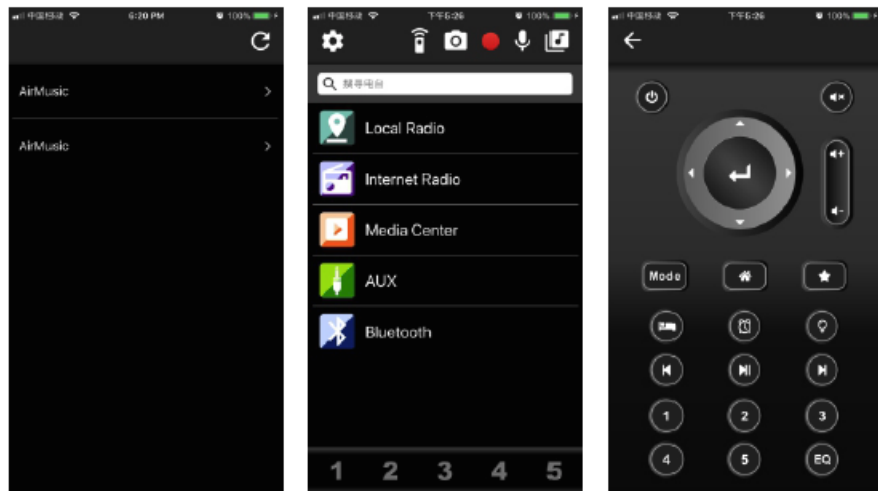 中国移动 6:20 PM 100%
AirMusic
AirMusic
中国移动 下午6:26 100%
搜寻电台
Local Radio
Internet Radio
Media Center
AUX
Bluetooth
1 2 3 4 5
中国移动 下午6:26 100%
Mode
1 2 3
4 5 EQ